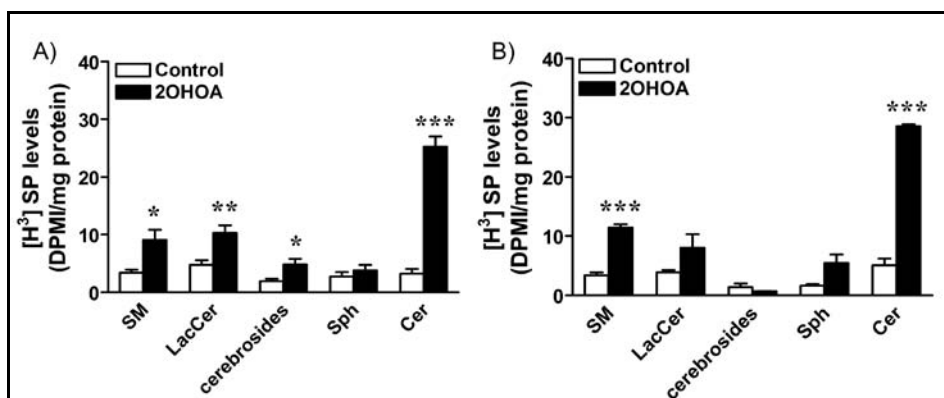 A)
Control
2OHOA
[H³] SP levels
(DPMI/mg protein)
40
30
20
10
0
*
**
*
***
SM
LacCer
cerebrosides
Sph
Cer
B)
Control
2OHOA
[H³] SP levels
(DPMI/mg protein)
40
30
20
10
0
***
***
SM
LacCer
cerebrosides
Sph
Cer